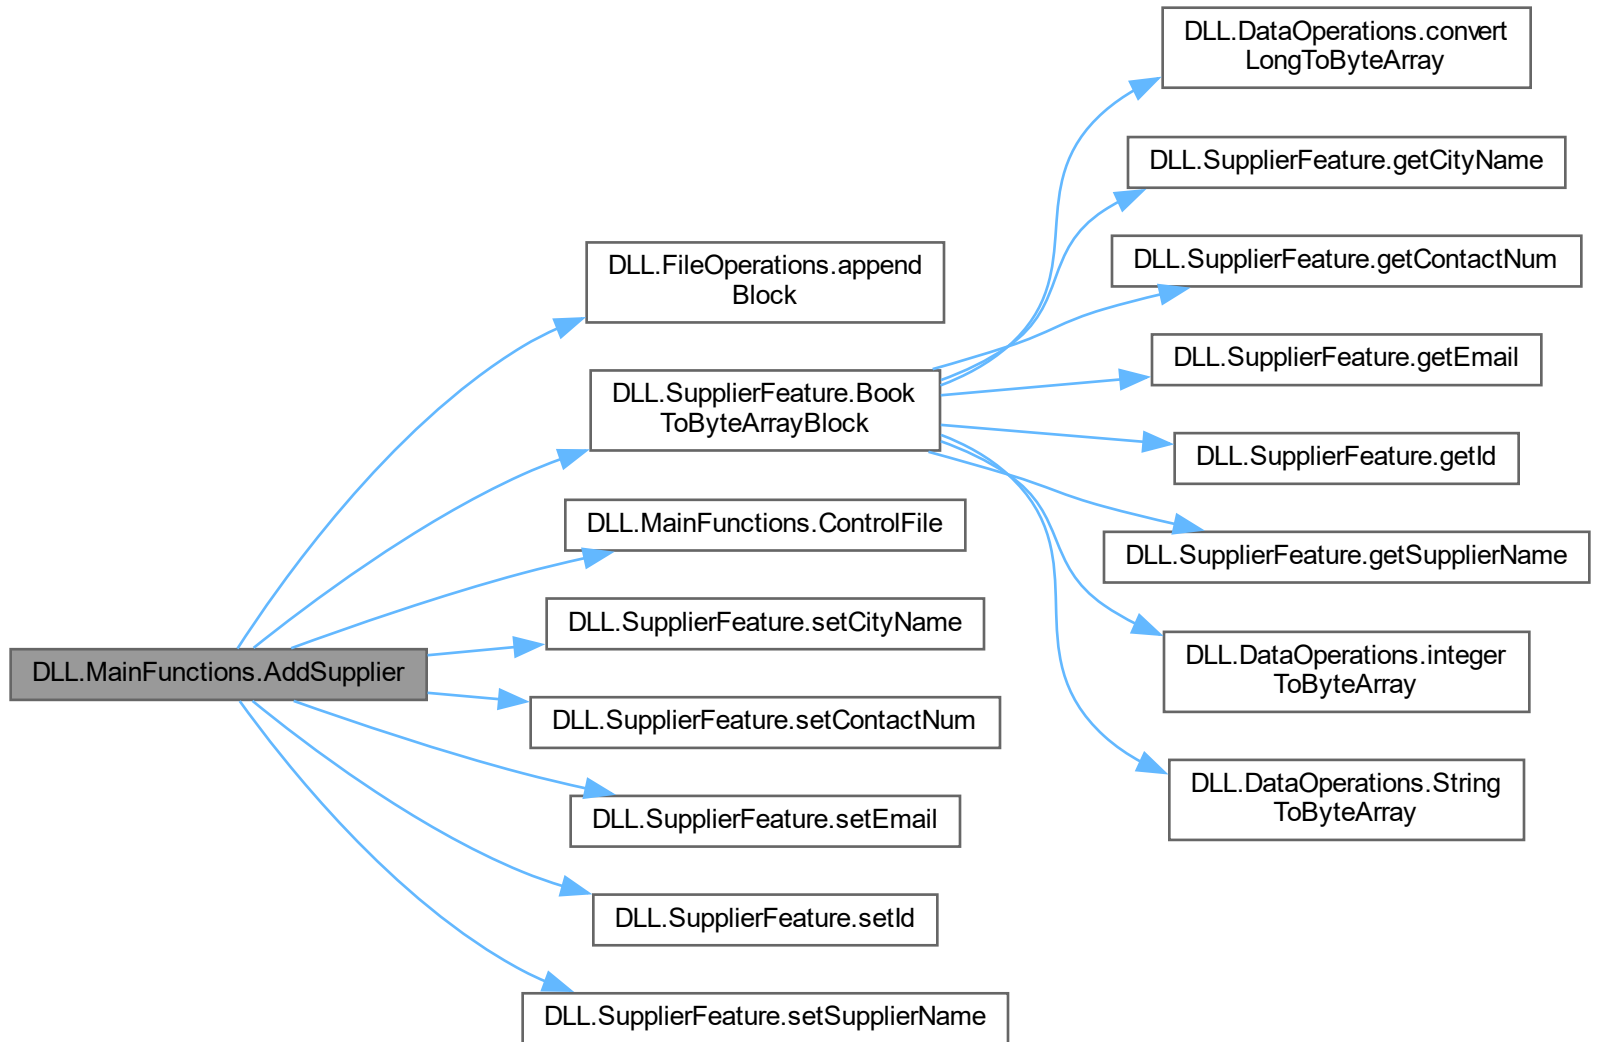 DLL.MainFunctions.AddSupplier
DLL.FileOperations.append
Block
DLL.SupplierFeature.Book
ToByteArrayBlock
DLL.MainFunctions.ControlFile
DLL.SupplierFeature.setCityName
DLL.SupplierFeature.setContactNum
DLL.SupplierFeature.setEmail
DLL.SupplierFeature.setId
DLL.SupplierFeature.setSupplierName
DLL.DataOperations.convert
LongToByteArray
DLL.SupplierFeature.getCityName
DLL.SupplierFeature.getContactNum
DLL.SupplierFeature.getEmail
DLL.SupplierFeature.getId
DLL.SupplierFeature.getSupplierName
DLL.DataOperations.integer
ToByteArray
DLL.DataOperations.String
ToByteArray